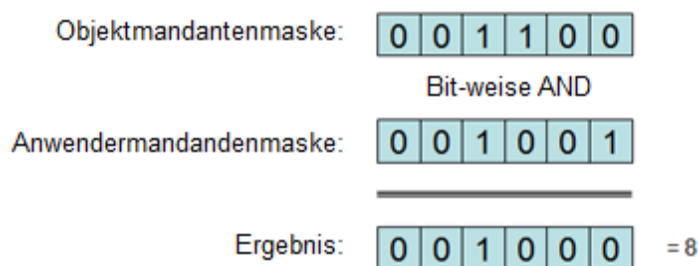 Objektmandantenmaske: 0 0 1 1 0 0
Bit-weise AND
Anwendermandandenmaske: 0 0 1 0 0 1
Ergebnis: 0 0 1 0 0 0 = 8